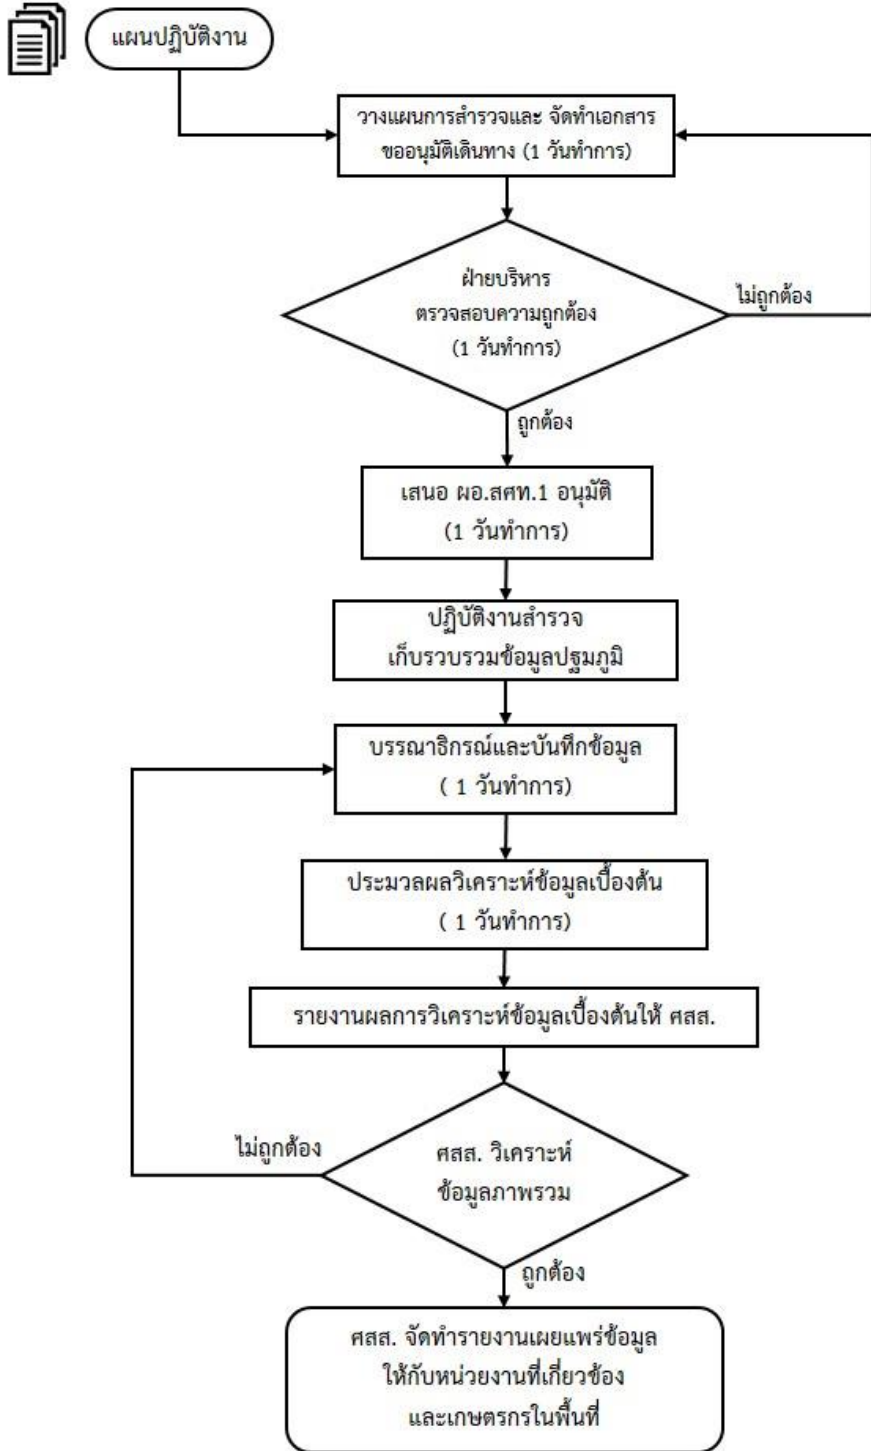 แผนปฏิบัติงาน
วางแผนการสำรวจและ จัดทำเอกสาร
ขออนุมัติเดินทาง (1 วันทำการ)
ฝ่ายบริหาร
ตรวจสอบความถูกต้อง
(1 วันทำการ)
ไม่ถูกต้อง
ถูกต้อง
เสนอ ผอ.สศท.1 อนุมัติ
(1 วันทำการ)
ปฏิบัติงานสำรวจ
เก็บรวบรวมข้อมูลปฐมภูมิ
บรรณาธิกรณ์และบันทึกข้อมูล
( 1 วันทำการ)
ประมวลผลวิเคราะห์ข้อมูลเบื้องต้น
( 1 วันทำการ)
รายงานผลการวิเคราะห์ข้อมูลเบื้องต้นให้ ศสส.
ไม่ถูกต้อง
ศสส. วิเคราะห์
ข้อมูลภาพรวม
ถูกต้อง
ศสส. จัดทำรายงานเผยแพร่ข้อมูล
ให้กับหน่วยงานที่เกี่ยวข้อง
และเกษตรกรในพื้นที่